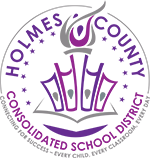 HOLMES COUNTY
CONSOLIDATED SCHOOL DISTRICT
CONNECTING FOR SUCCESS - EVERY CHILD, EVERY CLASSROOM, EVERY DAY